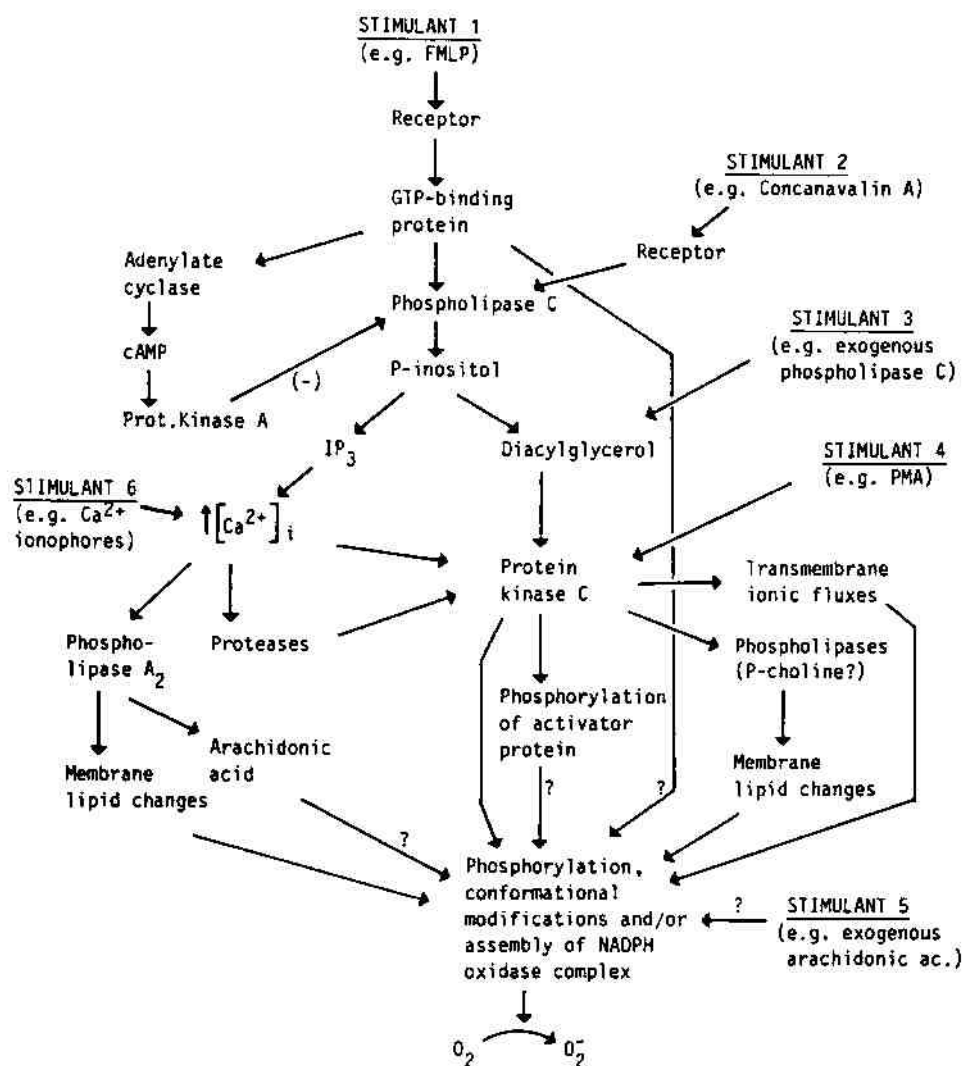 STIMULANT 1
(e.g. FMLP)
Receptor
STIMULANT 2
(e.g. Concanavalin A)
GTP-binding
protein
Receptor
Adenylate
cyclase
Phospholipase C
STIMULANT 3
(e.g. exogenous
phospholipase C)
cAMP
P-inositol
(-)
Prot.Kinase A
IP3
Diacylglycerol
STIMULANT 4
(e.g. PMA)
STIMULANT 6
(e.g. Ca2+
ionophores)
[Ca2+]i
Protein
kinase C
Transmembrane
ionic fluxes
Phospho-
lipase A2
Proteases
Phospholipases
(P-choline?)
Phosphorylation
of activator
protein
Arachidonic
acid
Membrane
lipid changes
Membrane
lipid changes
?
?
?
Phosphorylation,
conformational
modifications and/or
assembly of NADPH
oxidase complex
?
STIMULANT 5
(e.g. exogenous
arachidonic ac.)
O2 O2-